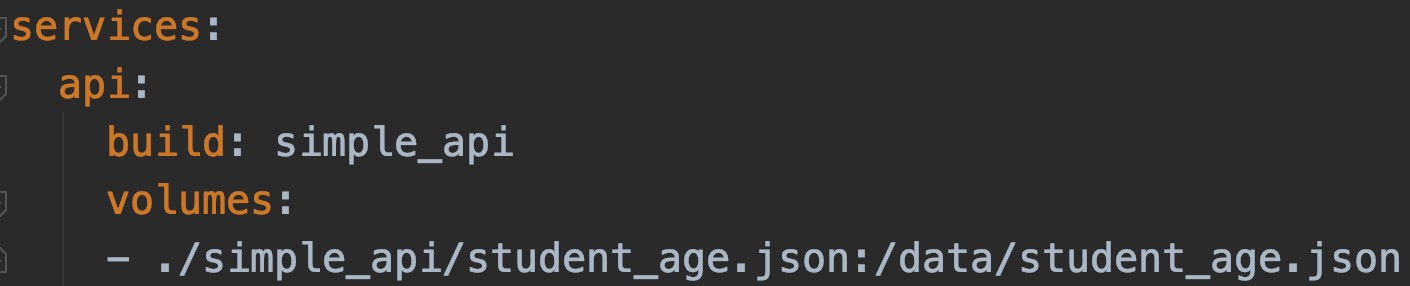 services:
  api:
    build: simple_api
    volumes:
    - ./simple_api/student_age.json:/data/student_age.json